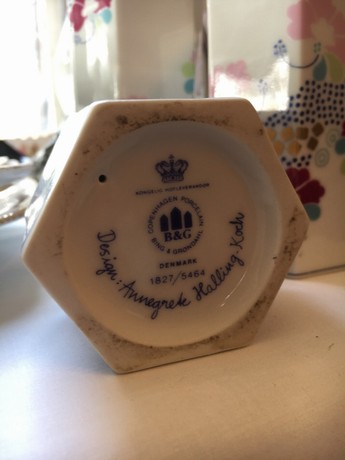 KONGELIG HOFLEVERANDØR
COPENHAGEN PORCELAIN
B&G
BING & GRØNDAHL
DENMARK
1827/5464
Design: Annegrete Halling Koch